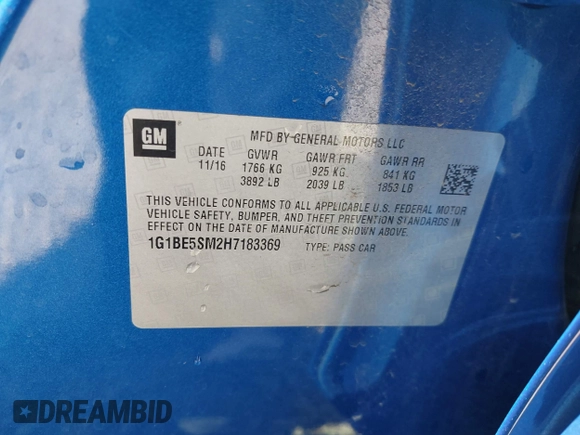 GM
MFD BY GENERAL MOTORS LLC
DATE GVWR GAWR FRT GAWR RR
11/16 1766 KG 925 KG. 841 KG
3892 LB 2039 LB 1853 LB
THIS VEHICLE CONFORMS TO ALL APPLICABLE U.S. FEDERAL MOTOR
VEHICLE SAFETY, BUMPER, AND THEFT PREVENTION STANDARDS IN
EFFECT ON THE DATE OF MANUFACTURE SHOWN ABOVE.
1G1BE5SM2H7183369 TYPE: PASS CAR
DREAMBID